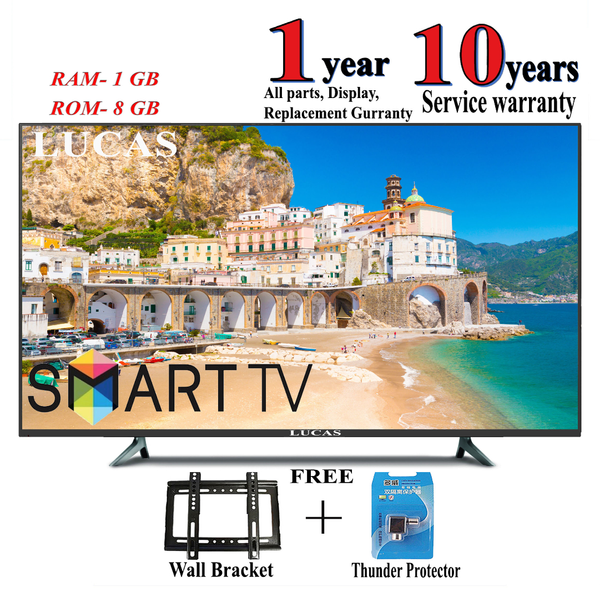 RAM- 1 GB
ROM- 8 GB
1 year
All parts, Display,
Replacement Gurranty
10 years
Service warranty
LUCAS
SMART TV
LUCAS
FREE
+
Wall Bracket
Thunder Protector